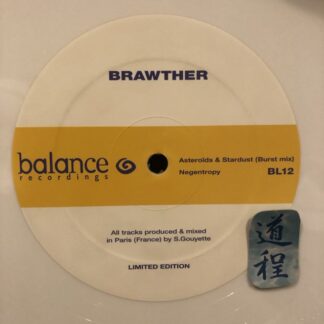 BRAWTHER
balance
recordings
Asteroids & Stardust (Burst mix)
Negentropy BL12
All tracks produced & mixed
in Paris (France) by S.Gouyette
LIMITED EDITION
道
程